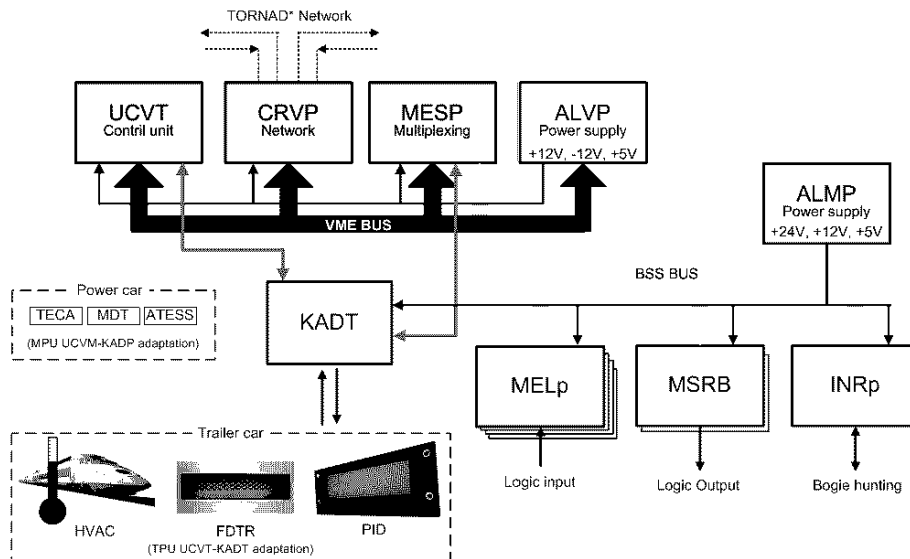 TORNAD* Network
UCVT
Contril unit
CRVP
Network
MESP
Multiplexing
ALVP
Power supply
+12V, -12V, +5V
VME BUS
ALMP
Power supply
+24V, +12V, +5V
BSS BUS
Power car
TECA MDT ATESS
(MPU UCVM-KADP adaptation)
KADT
MELp
MSRB
INRp
Logic input
Logic Output
Bogie hunting
Trailer car
HVAC
FDTR
PID
(TPU UCVT-KADT adaptation)